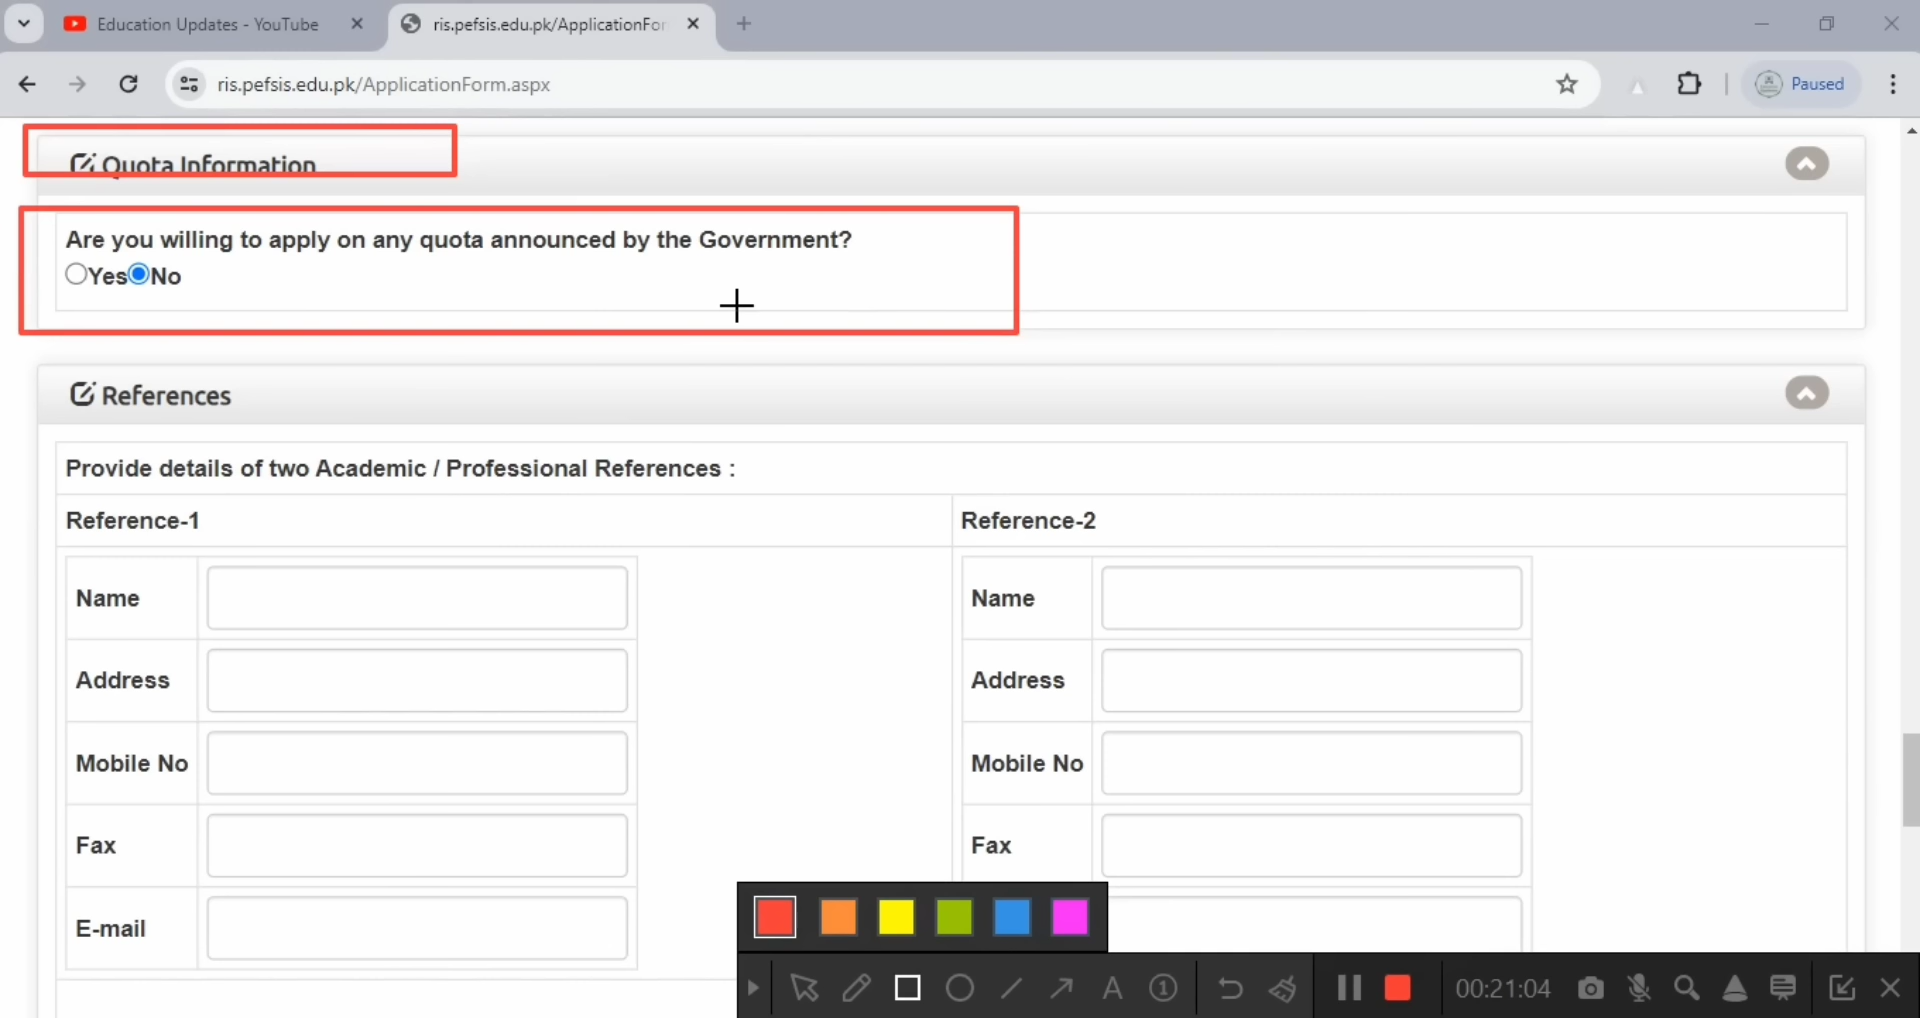 Education Updates - YouTube
ris.pefsis.edu.pk/ApplicationFor
ris.pefsis.edu.pk/ApplicationForm.aspx
Paused
Quota Information
Are you willing to apply on any quota announced by the Government?
Yes No
References
Provide details of two Academic / Professional References :
Reference-1 Reference-2
Name Name
Address Address
Mobile No Mobile No
Fax Fax
E-mail
A 1 00:21:04